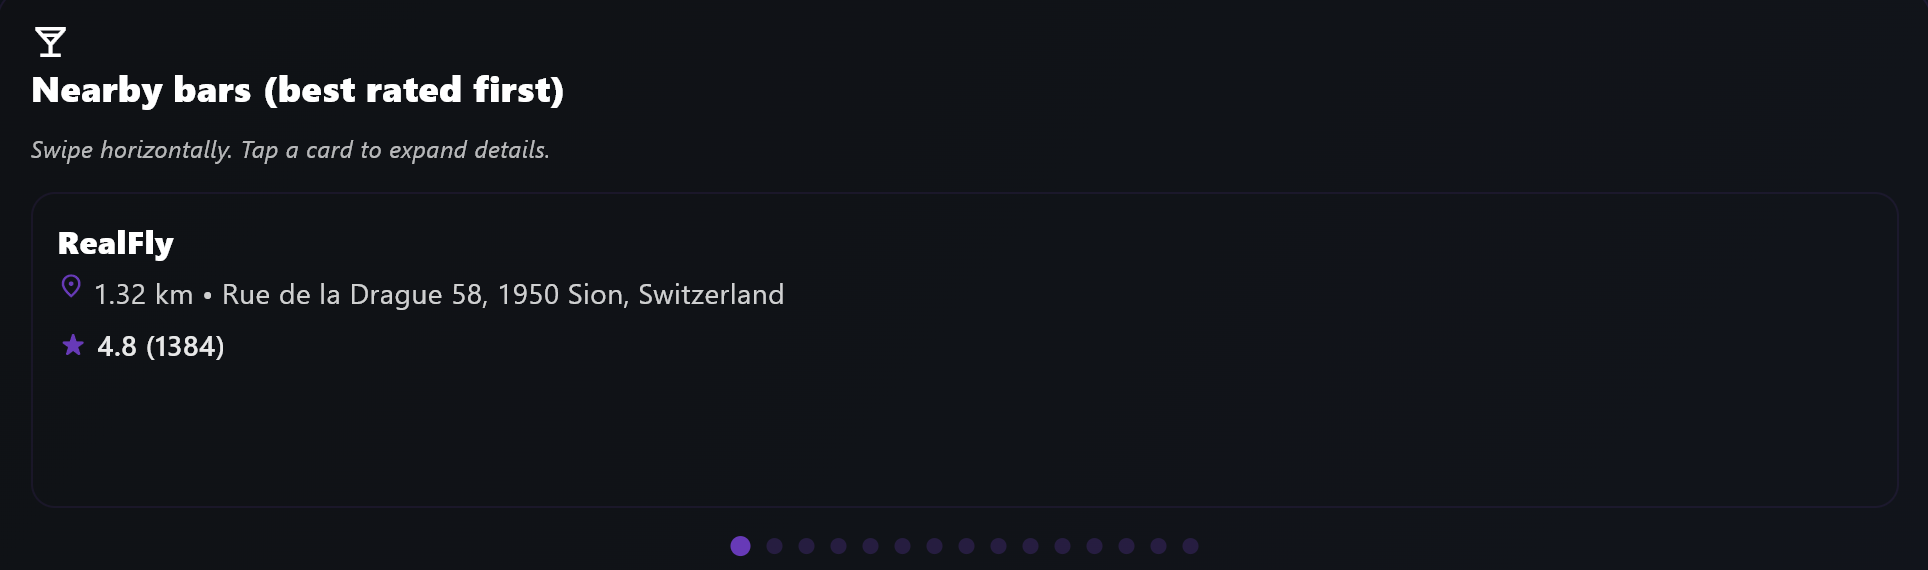 Nearby bars (best rated first)
Swipe horizontally. Tap a card to expand details.
RealFly
1.32 km • Rue de la Drague 58, 1950 Sion, Switzerland
4.8 (1384)